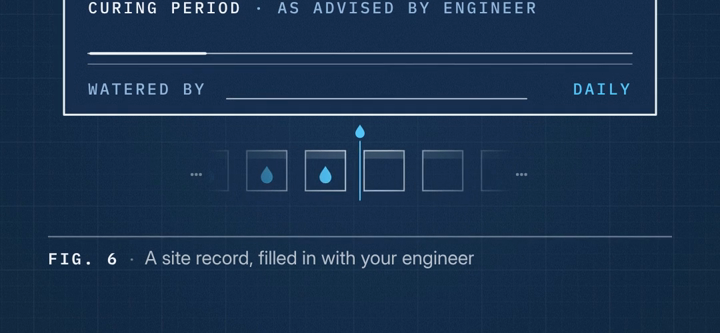 CURING PERIOD · AS ADVISED BY ENGINEER
WATERED BY DAILY
... ...
FIG. 6 · A site record, filled in with your engineer